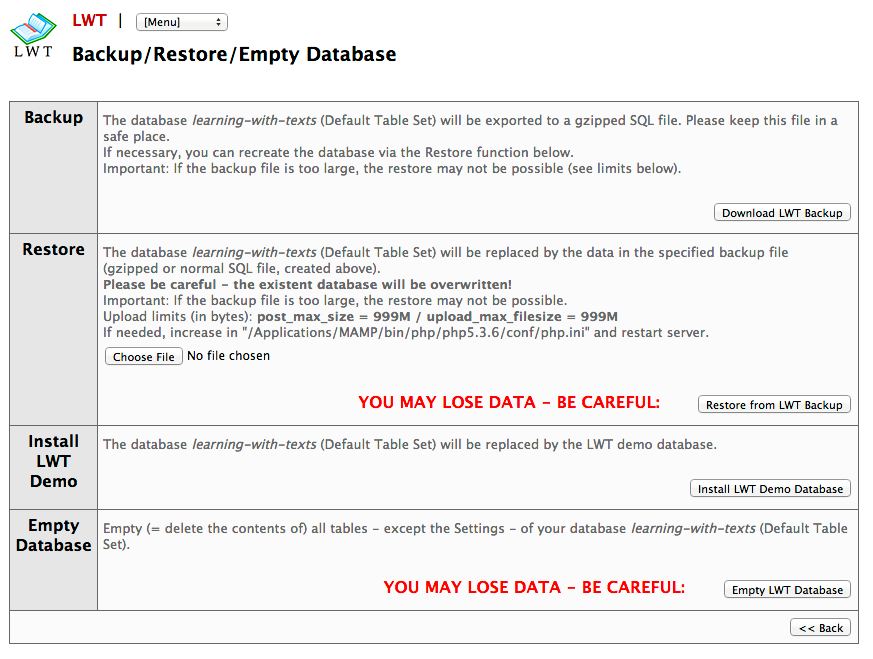 LWT | [Menu]
L W T
Backup/Restore/Empty Database
Backup
The database learning-with-texts (Default Table Set) will be exported to a gzipped SQL file. Please keep this file in a
safe place.
If necessary, you can recreate the database via the Restore function below.
Important: If the backup file is too large, the restore may not be possible (see limits below).
Download LWT Backup
Restore
The database learning-with-texts (Default Table Set) will be replaced by the data in the specified backup file
(gzipped or normal SQL file, created above).
Please be careful - the existent database will be overwritten!
Important: If the backup file is too large, the restore may not be possible.
Upload limits (in bytes): post_max_size = 999M / upload_max_filesize = 999M
If needed, increase in "/Applications/MAMP/bin/php/php5.3.6/conf/php.ini" and restart server.
Choose File No file chosen
YOU MAY LOSE DATA - BE CAREFUL: Restore from LWT Backup
Install
LWT
Demo
The database learning-with-texts (Default Table Set) will be replaced by the LWT demo database.
Install LWT Demo Database
Empty
Database
Empty (= delete the contents of) all tables - except the Settings - of your database learning-with-texts (Default Table
Set).
YOU MAY LOSE DATA - BE CAREFUL: Empty LWT Database
<< Back